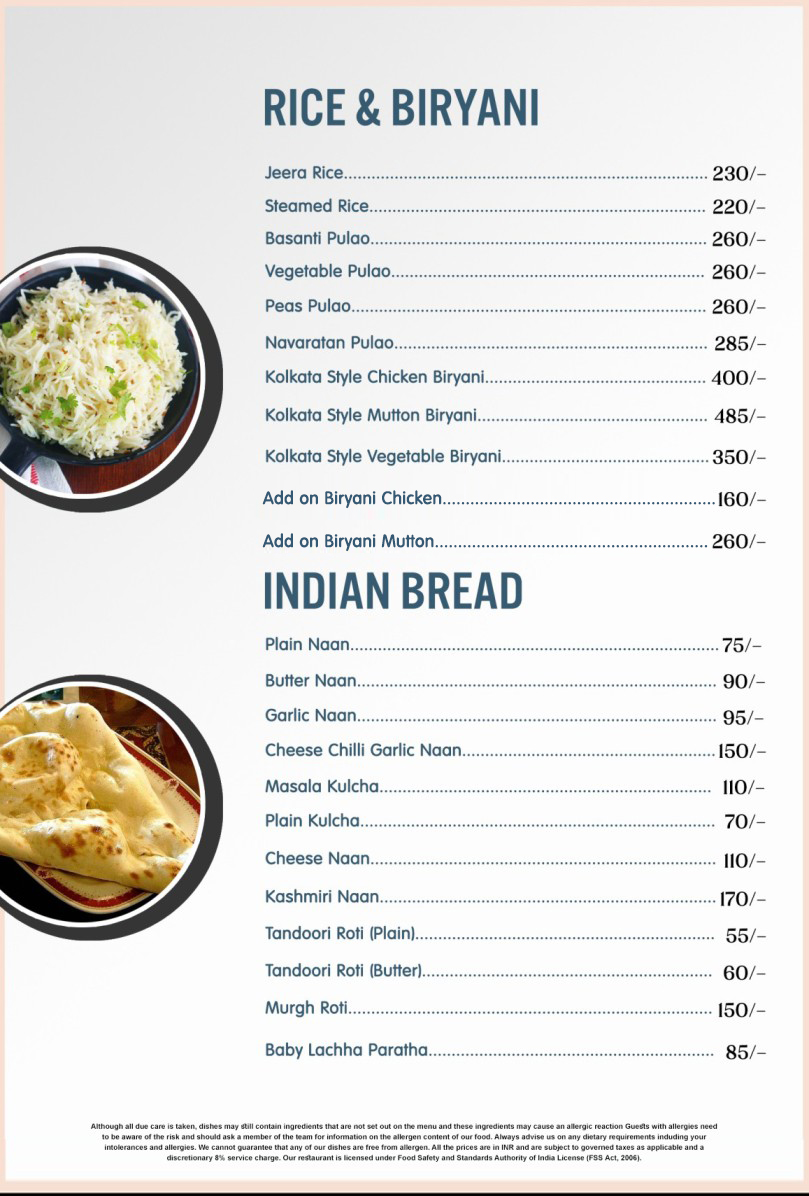 RICE & BIRYANI
Jeera Rice........................................................................................ 230/-
Steamed Rice.................................................................................. 220/-
Basanti Pulao.................................................................................. 260/-
Vegetable Pulao............................................................................. 260/-
Peas Pulao...................................................................................... 260/-
Navaratan Pulao............................................................................ 285/-
Kolkata Style Chicken Biryani...................................................... 400/-
Kolkata Style Mutton Biryani........................................................ 485/-
Kolkata Style Vegetable Biryani................................................... 350/-
Add on Biryani Chicken.................................................................. 160/-
Add on Biryani Mutton.................................................................. 260/-
INDIAN BREAD
Plain Naan......................................................................................... 75/-
Butter Naan....................................................................................... 90/-
Garlic Naan....................................................................................... 95/-
Cheese Chilli Garlic Naan............................................................. 150/-
Masala Kulcha................................................................................ 110/-
Plain Kulcha...................................................................................... 70/-
Cheese Naan................................................................................... 110/-
Kashmiri Naan................................................................................. 170/-
Tandoori Roti (Plain)........................................................................ 55/-
Tandoori Roti (Butter)...................................................................... 60/-
Murgh Roti........................................................................................ 150/-
Baby Lachha Paratha..................................................................... 85/-
Although all due care is taken, dishes may still contain ingredients that are not set out on the menu and these ingredients may cause an allergic reaction Guests with allergies need
to be aware of the risk and should ask a member of the team for information on the allergen content of our food. Always advise us on any dietary requirements including your
intolerances and allergies. We cannot guarantee that any of our dishes are free from allergen. All the prices are in INR and are subject to governed taxes as applicable and a
discretionary 8% service charge. Our restaurant is licensed under Food Safety and Standards Authority of India License (FSS Act, 2006).